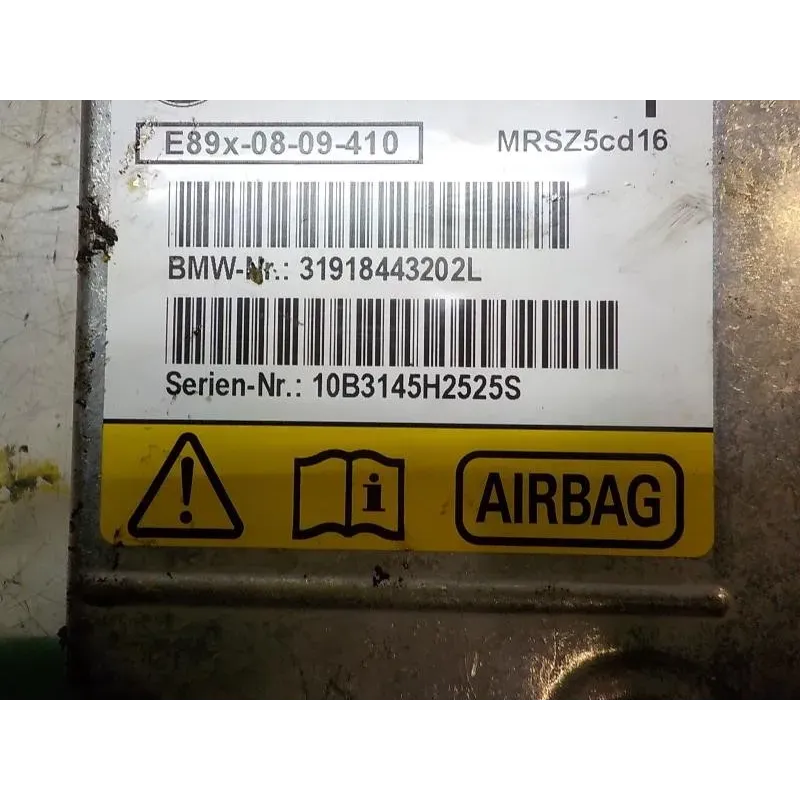 E89x-08-09-410
MRSZ5cd16
BMW-Nr.: 31918443202L
Serien-Nr.: 10B3145H2525S
i
AIRBAG